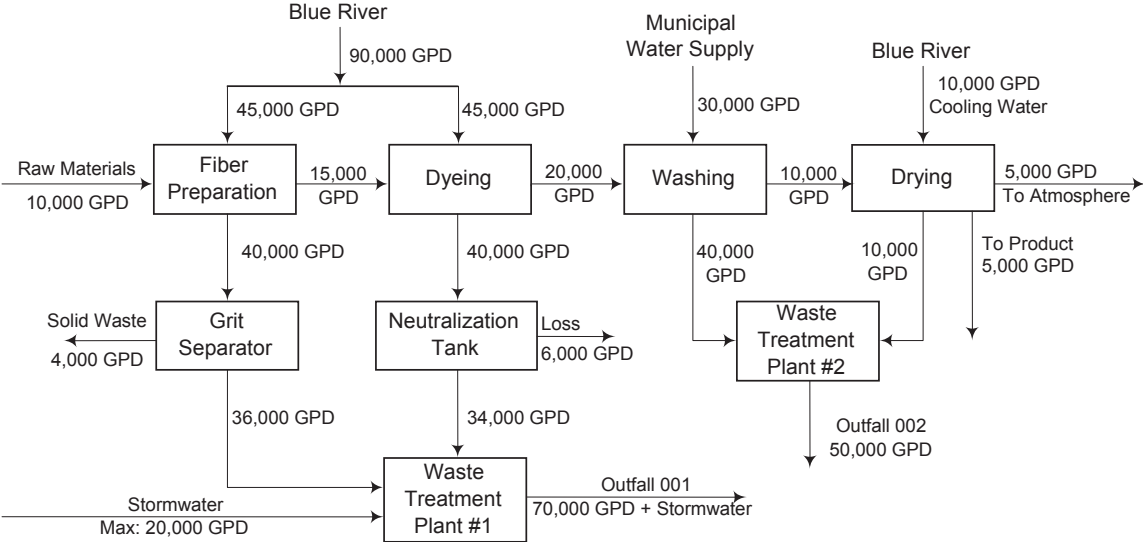 Blue River
90,000 GPD
45,000 GPD
45,000 GPD
Municipal
Water Supply
30,000 GPD
Blue River
10,000 GPD
Cooling Water
Raw Materials
10,000 GPD
Fiber
Preparation
15,000
GPD
Dyeing
20,000
GPD
Washing
10,000
GPD
Drying
5,000 GPD
To Atmosphere
40,000 GPD
40,000 GPD
40,000
GPD
10,000
GPD
To Product
5,000 GPD
Solid Waste
4,000 GPD
Grit
Separator
Neutralization
Tank
Loss
6,000 GPD
Waste
Treatment
Plant #2
36,000 GPD
34,000 GPD
Outfall 002
50,000 GPD
Stormwater
Max: 20,000 GPD
Waste
Treatment
Plant #1
Outfall 001
70,000 GPD + Stormwater